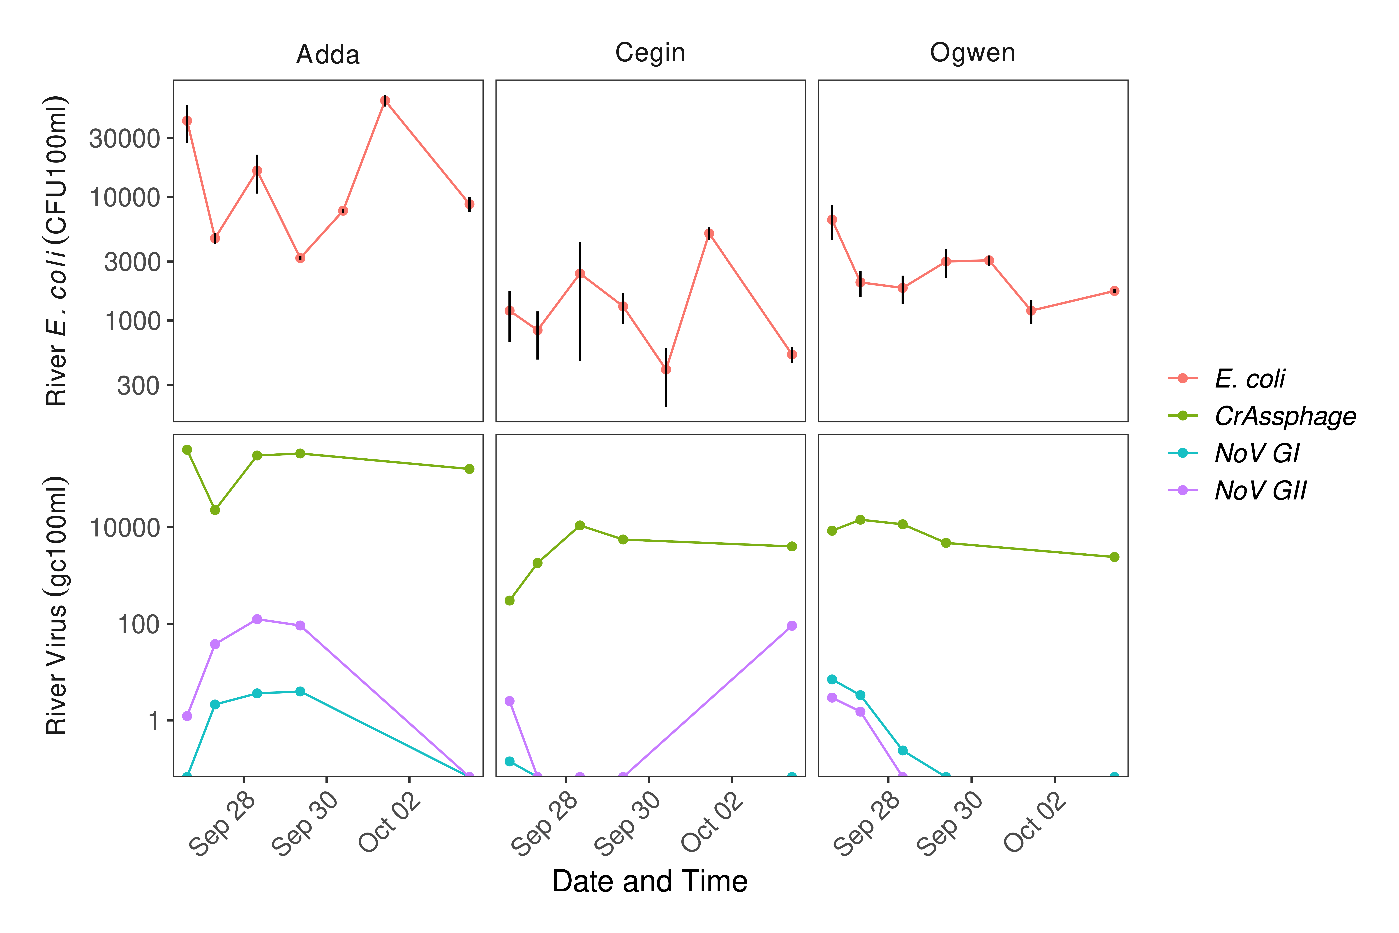 Adda
Cegin
Ogwen
River E. coli (CFU100ml)
30000
10000
3000
1000
300
River Virus (gc100ml)
10000
100
1
Sep 28
Sep 30
Oct 02
Sep 28
Sep 30
Oct 02
Sep 28
Sep 30
Oct 02
Date and Time
E. coli
CrAssphage
NoV GI
NoV GII